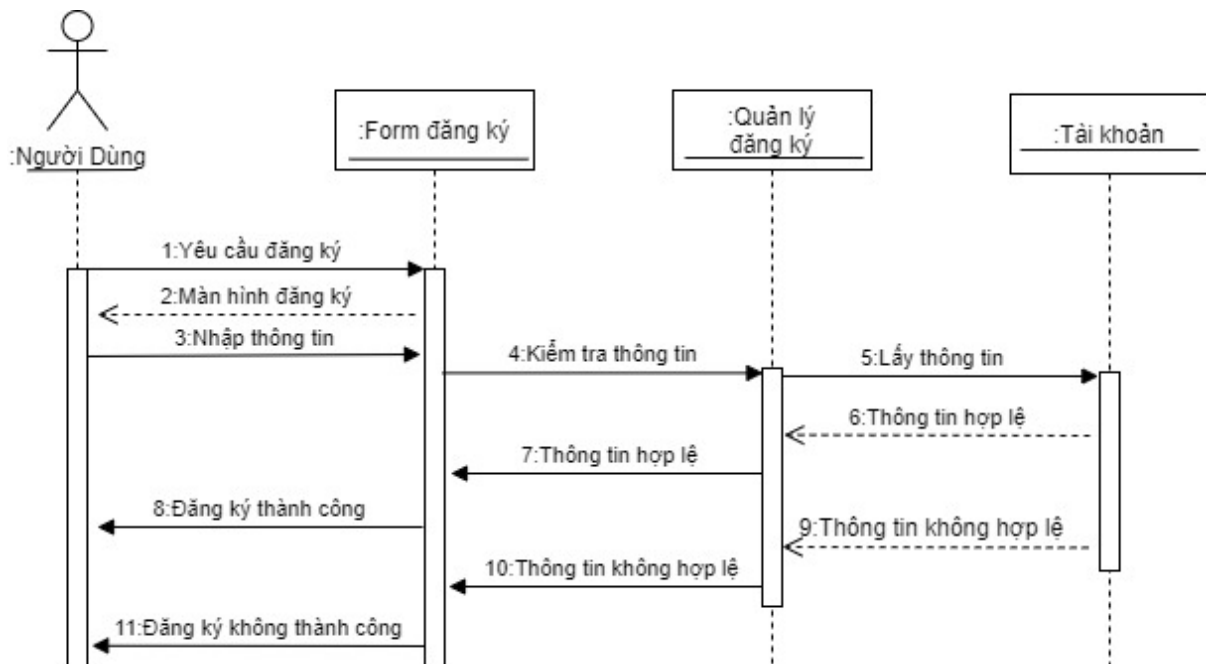 :Người Dùng
:Form đăng ký
:Quản lý
đăng ký
:Tài khoản
1:Yêu cầu đăng ký
2:Màn hình đăng ký
3:Nhập thông tin
4:Kiểm tra thông tin
5:Lấy thông tin
6:Thông tin hợp lệ
7:Thông tin hợp lệ
8:Đăng ký thành công
9:Thông tin không hợp lệ
10:Thông tin không hợp lệ
11:Đăng ký không thành công